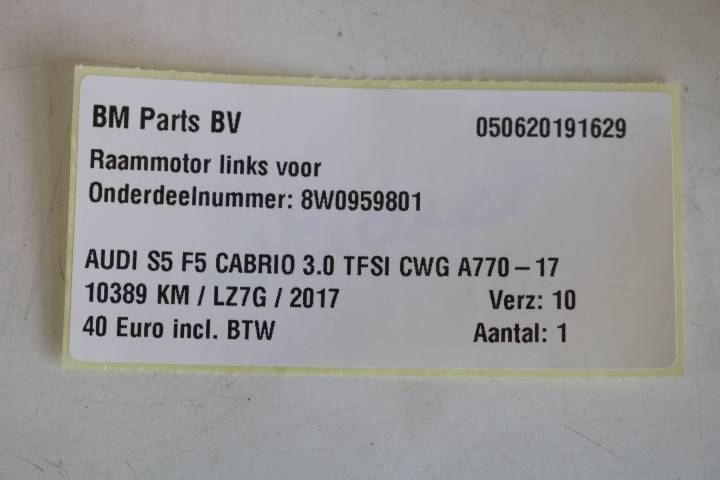 BM Parts BV 050620191629
Raammotor links voor
Onderdeelnummer: 8W0959801
AUDI S5 F5 CABRIO 3.0 TFSI CWG A770-17
10389 KM / LZ7G / 2017 Verz: 10
40 Euro incl. BTW Aantal: 1